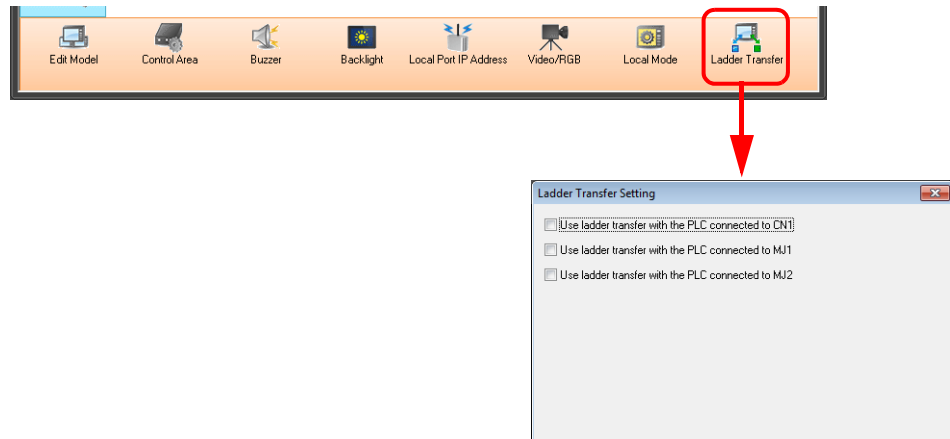 Edit Model Control Area Buzzer Backlight Local Port IP Address Video/RGB Local Mode Ladder Transfer
Ladder Transfer Setting
Use ladder transfer with the PLC connected to CN1
Use ladder transfer with the PLC connected to MJ1
Use ladder transfer with the PLC connected to MJ2